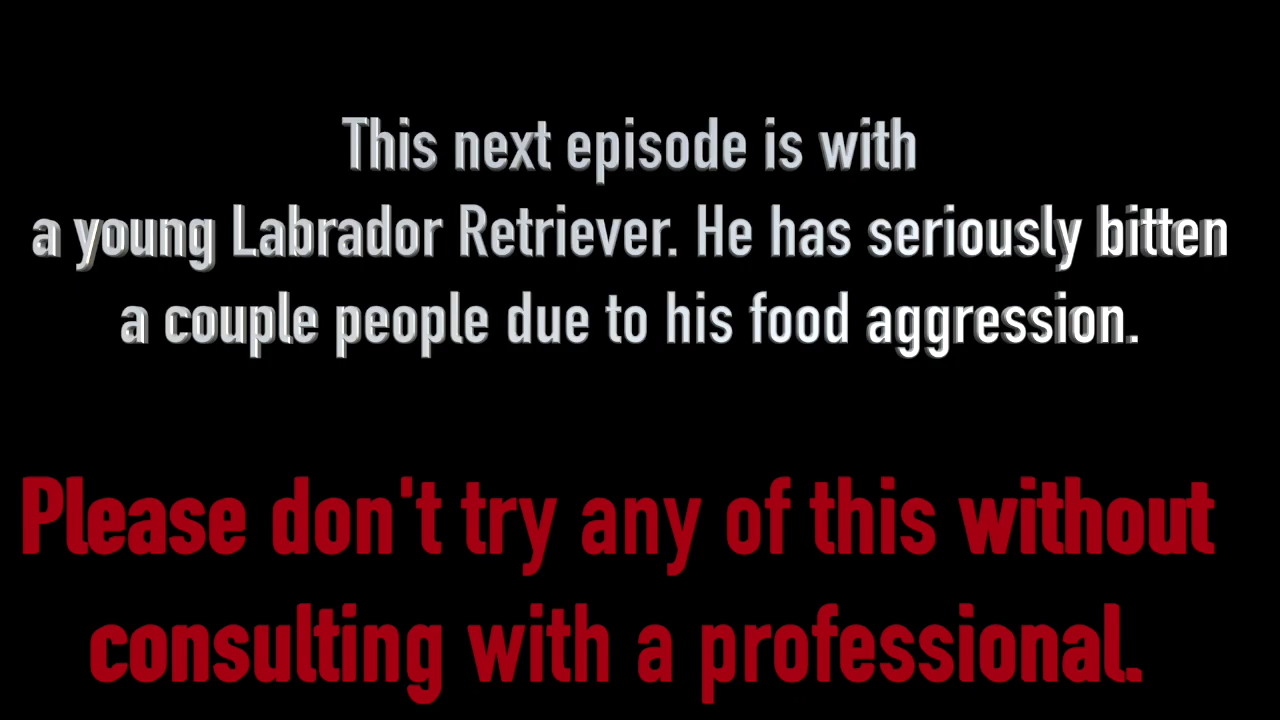 This next episode is with
a young Labrador Retriever. He has seriously bitten
a couple people due to his food aggression.
Please don't try any of this without
consulting with a professional.